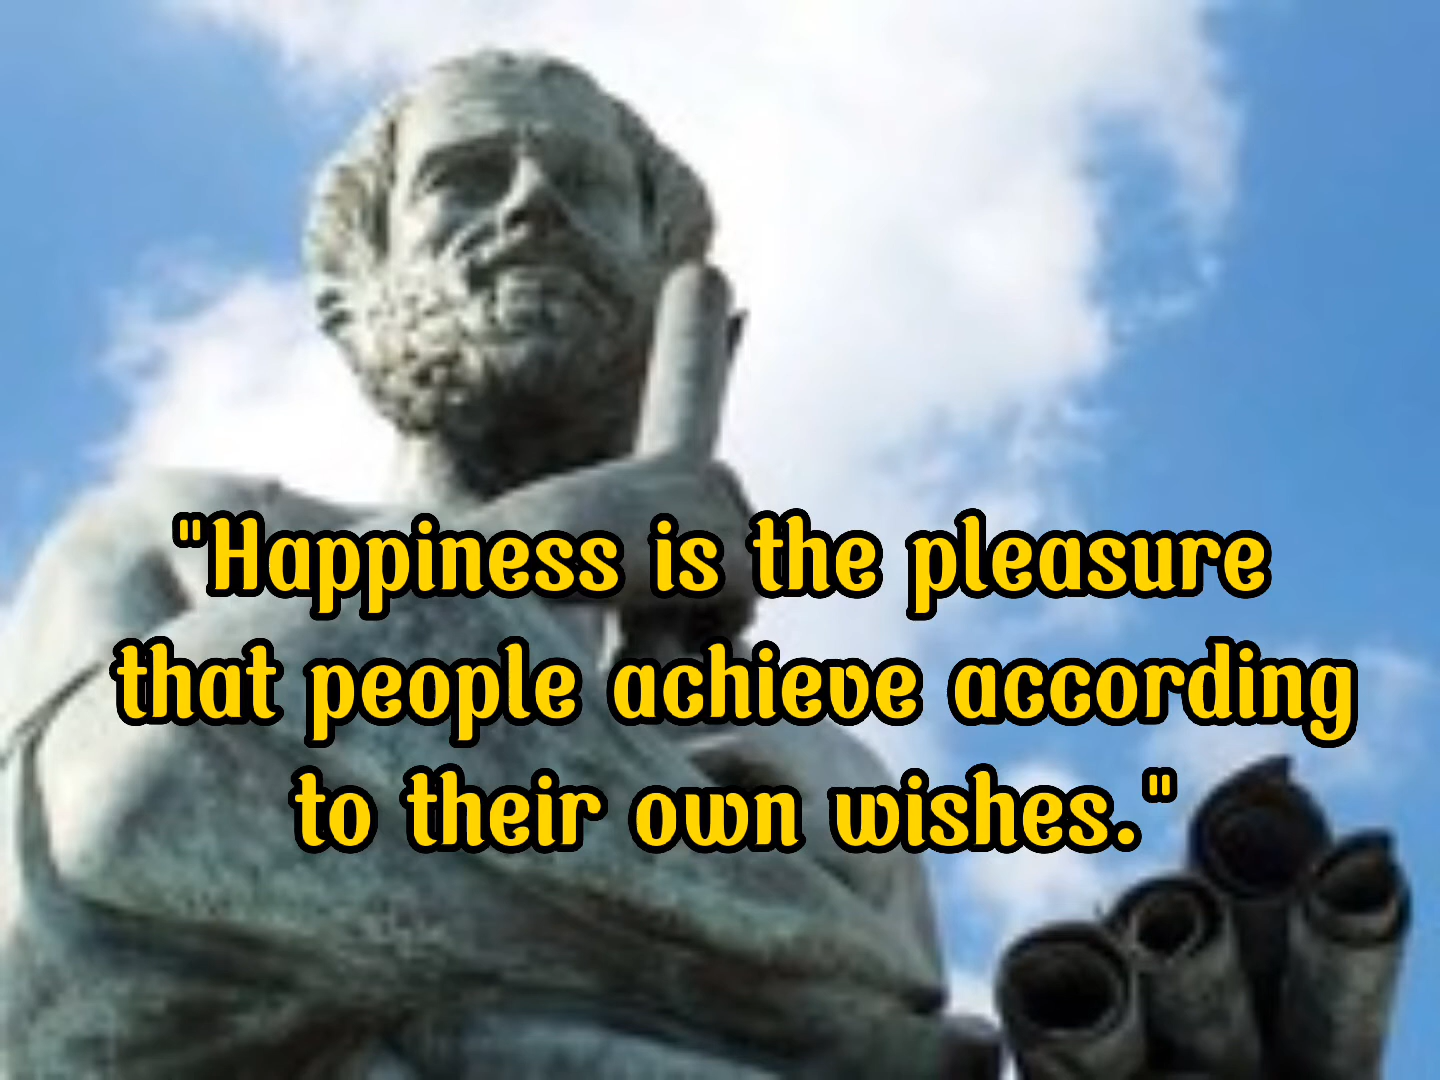 "Happiness is the pleasure
that people achieve according
to their own wishes."